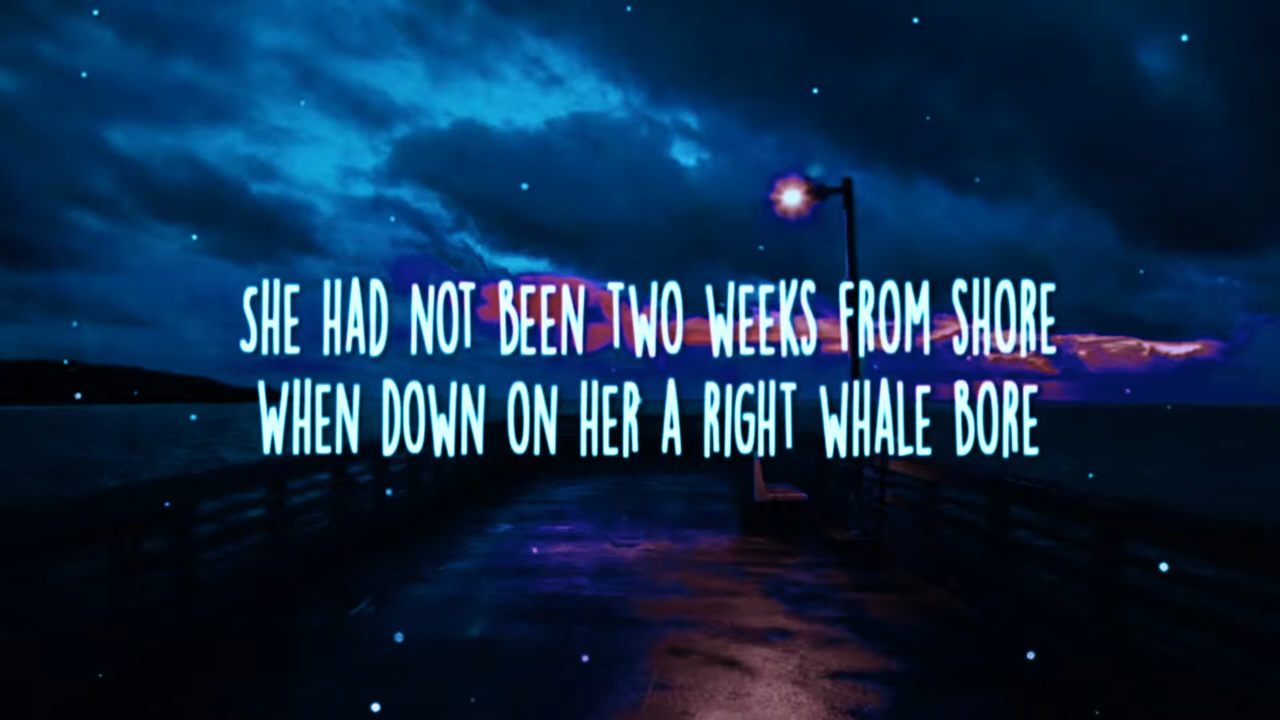 SHE HAD NOT BEEN TWO WEEKS FROM SHORE
WHEN DOWN ON HER A RIGHT WHALE BORE